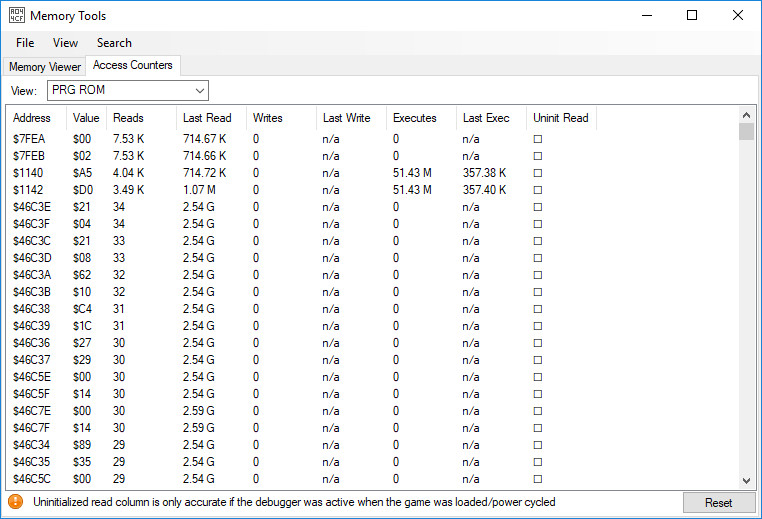 Memory Tools
File View Search
Memory Viewer Access Counters
View: PRG ROM
Address Value Reads Last Read Writes Last Write Executes Last Exec Uninit Read
$7FEA $00 7.53 K 714.67 K 0 n/a 0 n/a
$7FEB $02 7.53 K 714.66 K 0 n/a 0 n/a
$1140 $A5 4.04 K 714.72 K 0 n/a 51.43 M 357.38 K
$1142 $D0 3.49 K 1.07 M 0 n/a 51.43 M 357.40 K
$46C3E $21 34 2.54 G 0 n/a 0 n/a
$46C3F $04 34 2.54 G 0 n/a 0 n/a
$46C3C $21 33 2.54 G 0 n/a 0 n/a
$46C3D $08 33 2.54 G 0 n/a 0 n/a
$46C3A $62 32 2.54 G 0 n/a 0 n/a
$46C3B $10 32 2.54 G 0 n/a 0 n/a
$46C38 $C4 31 2.54 G 0 n/a 0 n/a
$46C39 $1C 31 2.54 G 0 n/a 0 n/a
$46C36 $27 30 2.54 G 0 n/a 0 n/a
$46C37 $29 30 2.54 G 0 n/a 0 n/a
$46C5E $00 30 2.54 G 0 n/a 0 n/a
$46C5F $14 30 2.54 G 0 n/a 0 n/a
$46C7E $00 30 2.59 G 0 n/a 0 n/a
$46C7F $14 30 2.59 G 0 n/a 0 n/a
$46C34 $89 29 2.54 G 0 n/a 0 n/a
$46C35 $35 29 2.54 G 0 n/a 0 n/a
$46C5C $00 29 2.54 G 0 n/a 0 n/a
Uninitialized read column is only accurate if the debugger was active when the game was loaded/power cycled
Reset